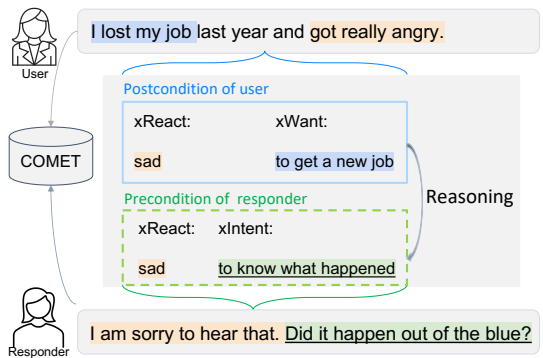 I lost my job last year and got really angry.
User
Postcondition of user
xReact: xWant:
sad to get a new job
COMET
Reasoning
Precondition of responder
xReact: xIntent:
sad to know what happened
Responder
I am sorry to hear that. Did it happen out of the blue?